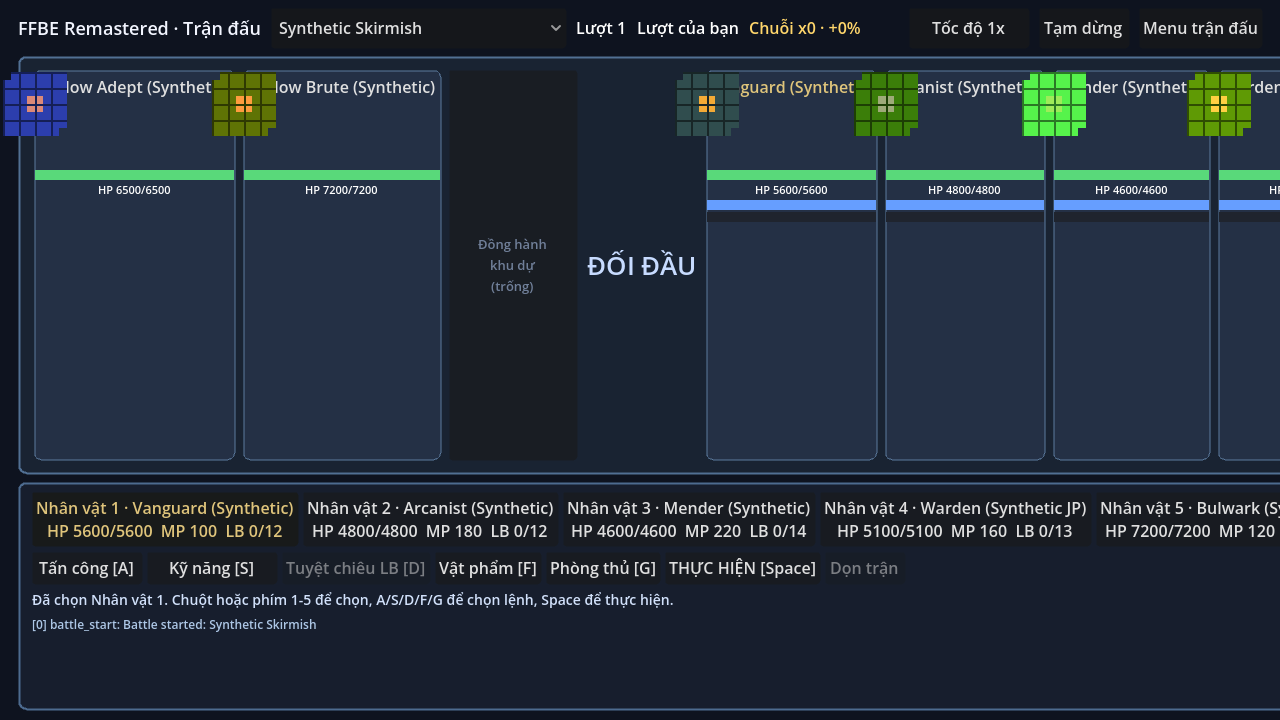 FFBE Remastered · Trận đấu
Synthetic Skirmish
Lượt 1 Lượt của bạn Chuỗi x0 · +0%
Tốc độ 1x
Tạm dừng
Menu trận đấu
Adept (Synthet
Brute (Synthetic)
(Synthet
(Synthet
(Synthet
HP 6500/6500
HP 7200/7200
HP 5600/5600
HP 4800/4800
HP 4600/4600
Đồng hành
khu dự
(trống)
ĐỐI ĐẦU
Nhân vật 1 · Vanguard (Synthetic)
HP 5600/5600 MP 100 LB 0/12
Nhân vật 2 · Arcanist (Synthetic)
HP 4800/4800 MP 180 LB 0/12
Nhân vật 3 · Mender (Synthetic)
HP 4600/4600 MP 220 LB 0/14
Nhân vật 4 · Warden (Synthetic JP)
HP 5100/5100 MP 160 LB 0/13
Nhân vật 5 · Bulwark
HP 7200/7200 MP 120
Tấn công [A]
Kỹ năng [S]
Tuyệt chiêu LB [D]
Vật phẩm [F]
Phòng thủ [G]
THỰC HIỆN [Space]
Dọn trận
Đã chọn Nhân vật 1. Chuột hoặc phím 1-5 để chọn, A/S/D/F/G để chọn lệnh, Space để thực hiện.
[0] battle_start: Battle started: Synthetic Skirmish